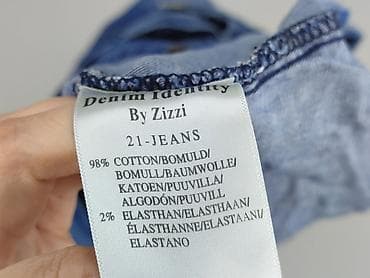 Denim Identity
By Zizzi
21-JEANS
98% COTTON/BOMULD/
BOMULL/BAUMWOLLE/
KATOEN/PUUVILLA/
ALGODÓN/PUUVILL
2% ELASTHAN/ELASTHAAN/
ÉLASTHANNE/ELASTAANI/
ELASTANO